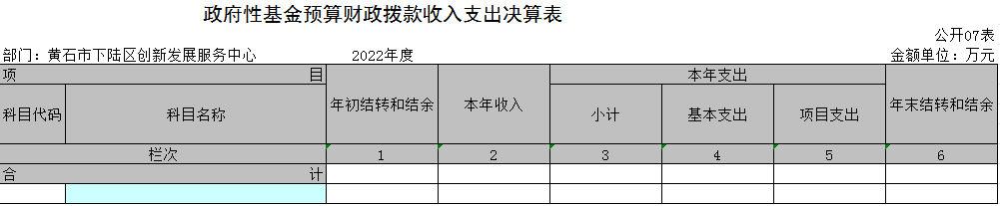 政府性基金预算财政拨款收入支出决算表
公开07表
部门：黄石市下陆区创新发展服务中心 2022年度 金额单位：万元
项 目 年初结转和结余 本年收入 本年支出 年末结转和结余
科目代码 科目名称 小计 基本支出 项目支出
栏次 1 2 3 4 5 6
合 计